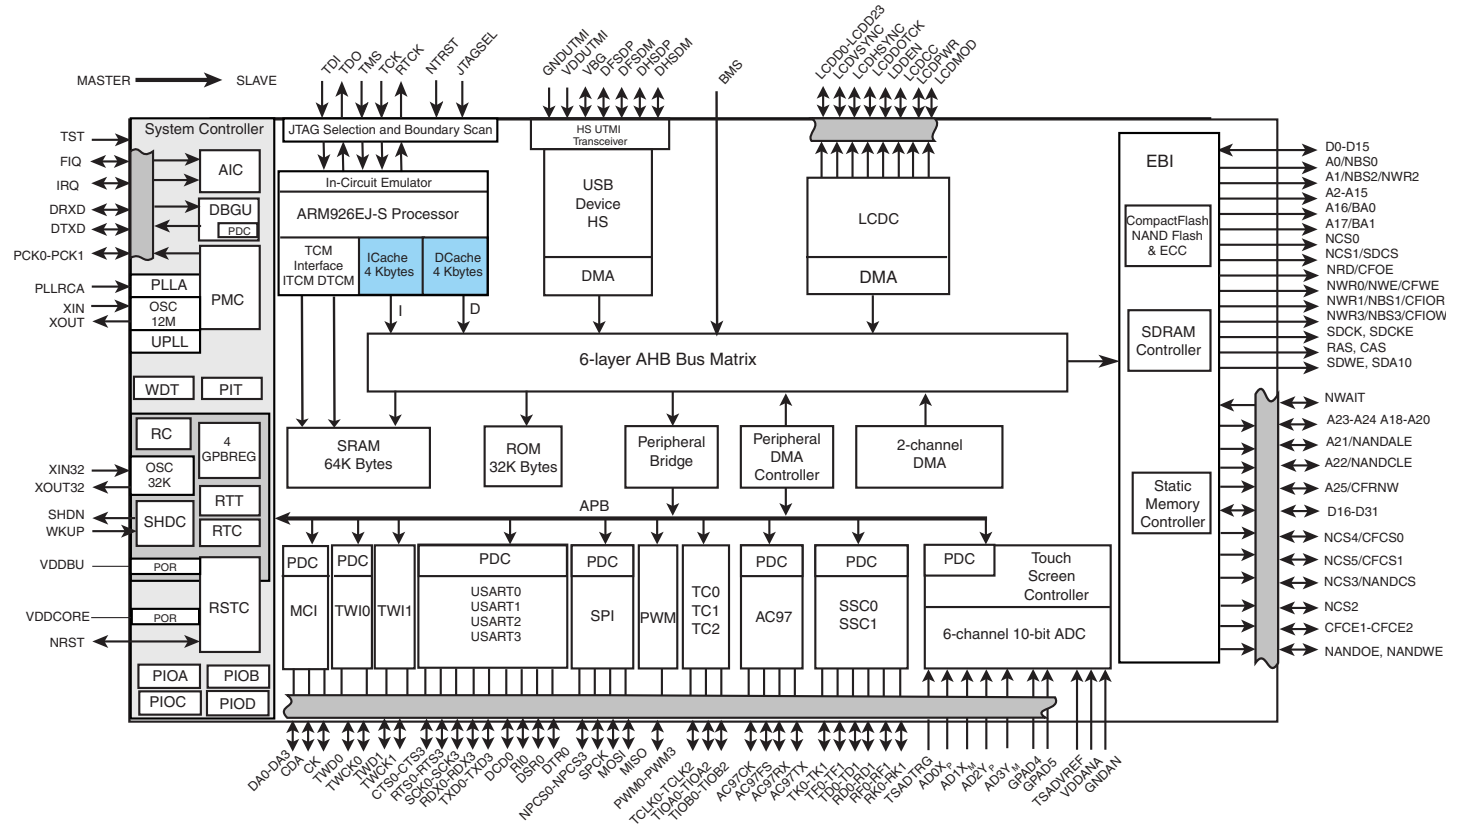 MASTER
SLAVE
TDI
TDO
TMS
TCK
RTCK
NTRST
JTAGSEL
GNDUTMI
VDDUTMI
VBG
DFSDP
DFSDM
DHSDP
DHSDM
BMS
LCDD0-LCDD23
LCDVSYNC
LCDHSYNC
LCDDOTCK
LDDEN
LCDCC
LCDPWR
LCDMOD
TST
FIQ
IRQ
DRXD
DTXD
PCK0-PCK1
PLLRCA
XIN
XOUT
XIN32
XOUT32
SHDN
WKUP
VDDBU
VDDCORE
NRST
System Controller
AIC
DBGU
PDC
PMC
PLLA
OSC
12M
UPLL
WDT
PIT
RC
4
GPBREG
OSC
32K
RTT
SHDC
RTC
POR
RSTC
POR
PIOA
PIOB
PIOC
PIOD
JTAG Selection and Boundary Scan
In-Circuit Emulator
ARM926EJ-S Processor
TCM
Interface
ITCM DTCM
ICache
4 Kbytes
DCache
4 Kbytes
I
D
HS UTMI
Transceiver
USB
Device
HS
DMA
LCDC
DMA
6-layer AHB Bus Matrix
SRAM
64K Bytes
ROM
32K Bytes
Peripheral
Bridge
Peripheral
DMA
Controller
2-channel
DMA
APB
PDC
MCI
PDC
TWI0
TWI1
PDC
USART0
USART1
USART2
USART3
PDC
SPI
PWM
TC0
TC1
TC2
PDC
AC97
PDC
SSC0
SSC1
PDC
Touch
Screen
Controller
6-channel 10-bit ADC
EBI
CompactFlash
NAND Flash
& ECC
SDRAM
Controller
Static
Memory
Controller
D0-D15
A0/NBS0
A1/NBS2/NWR2
A2-A15
A16/BA0
A17/BA1
NCS0
NCS1/SDCS
NRD/CFOE
NWR0/NWE/CFWE
NWR1/NBS1/CFIOR
NWR3/NBS3/CFIOW
SDCK, SDCKE
RAS, CAS
SDWE, SDA10
NWAIT
A23-A24 A18-A20
A21/NANDALE
A22/NANDCLE
A25/CFRNW
D16-D31
NCS4/CFCS0
NCS5/CFCS1
NCS3/NANDCS
NCS2
CFCE1-CFCE2
NANDOE, NANDWE
DA0-DA3
CDA
CK
TWD0
TWCK0
TWD1
TWCK1
CTS0-CTS3
RTS0-RTS3
SCK0-SCK3
RDX0-RDX3
TXD0-TXD3
DCD0
RI0
DSR0
DTR0
NPCS0-NPCS3
SPCK
MOSI
MISO
PWM0-PWM3
TCLK0-TCLK2
TIOA0-TIOA2
TIOB0-TIOB2
AC97CK
AC97FS
AC97RX
AC97TX
TK0-TK1
TF0-TF1
TD0-TD1
RD0-RD1
RF0-RF1
RK0-RK1
TSADTRG
AD0XP
AD1XM
AD2YP
AD3YM
GPAD4
GPAD5
TSADVREF
VDDANA
GNDAN